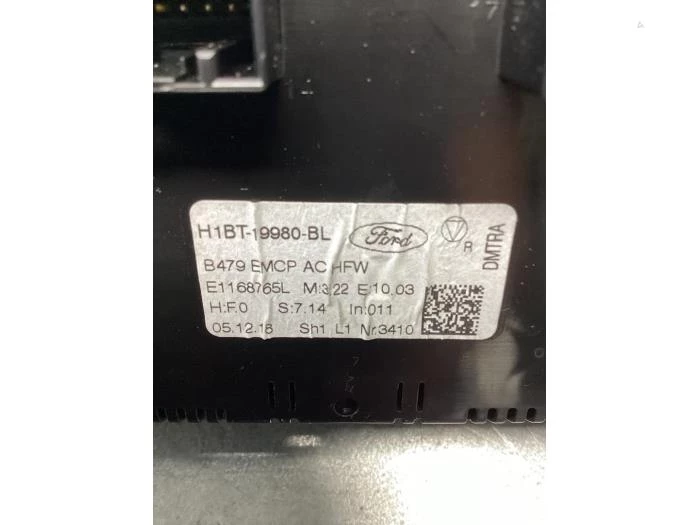 H1BT-19980-BL Ford
R
DMTRA
B479 EMCP AC HFW
E1168765L M:3.22 E:10.03
H:F.0 S:7.14 In:011
05.12.18 Sh1 L1 Nr.3410